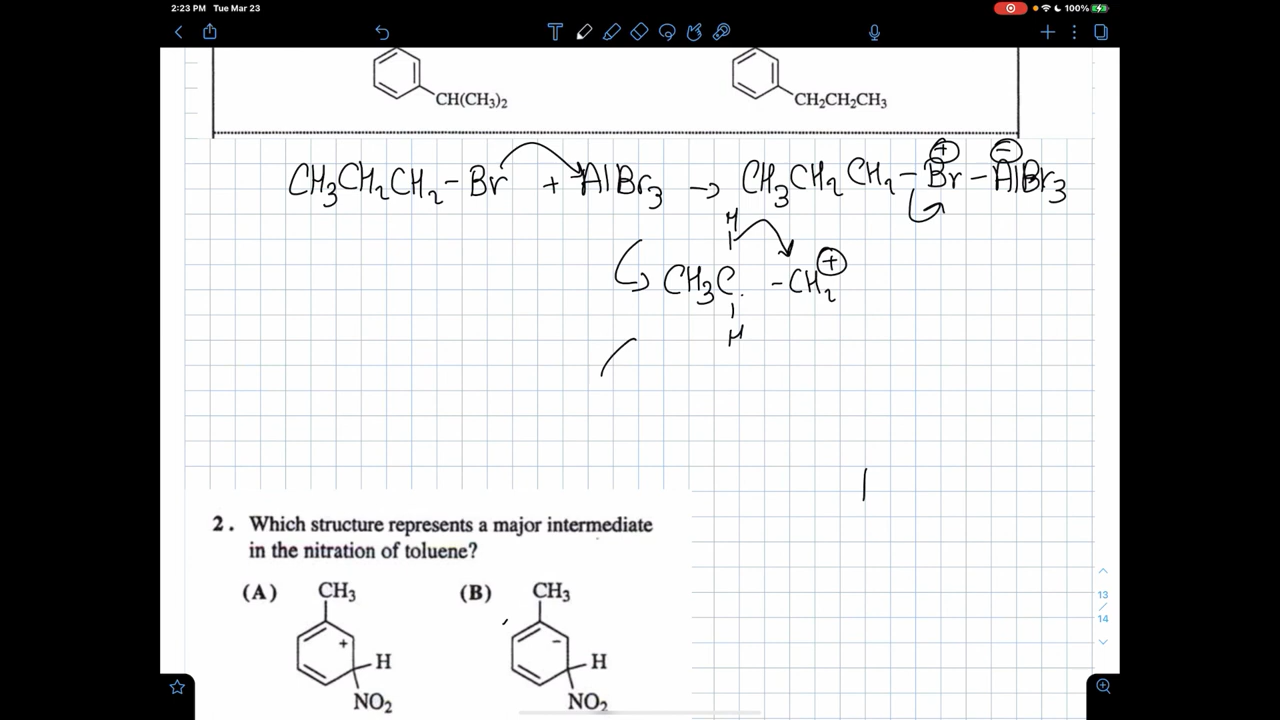 2:23 PM Tue Mar 23
100%
CH(CH₃)₂
CH₂CH₂CH₃
CH₃CH₂CH₂-Br + AlBr₃ → CH₃CH₂CH₂-Br-AlBr₃
+ −
H
CH₃C -CH₂ +
H
13
/
14
2. Which structure represents a major intermediate
in the nitration of toluene?
(A) CH₃
+
H
NO₂
(B) CH₃
−
H
NO₂